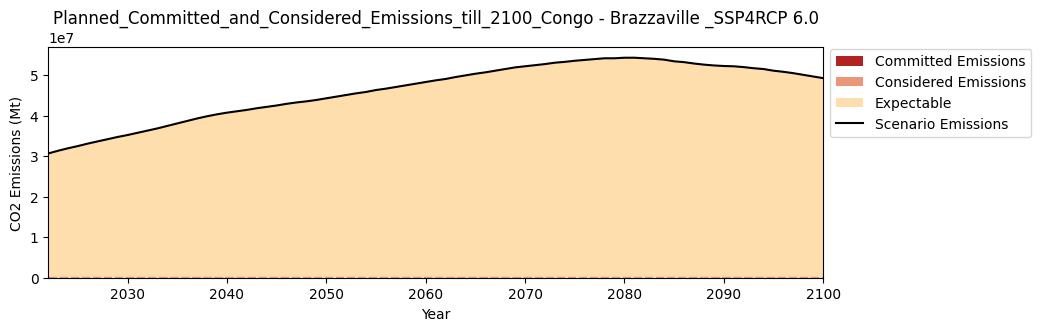 Planned_Committed_and_Considered_Emissions_till_2100_Congo - Brazzaville _SSP4RCP 6.0
1e7
Committed Emissions
Considered Emissions
Expectable
Scenario Emissions
CO2 Emissions (Mt)
5
4
3
2
1
0
2030 2040 2050 2060 2070 2080 2090 2100
Year